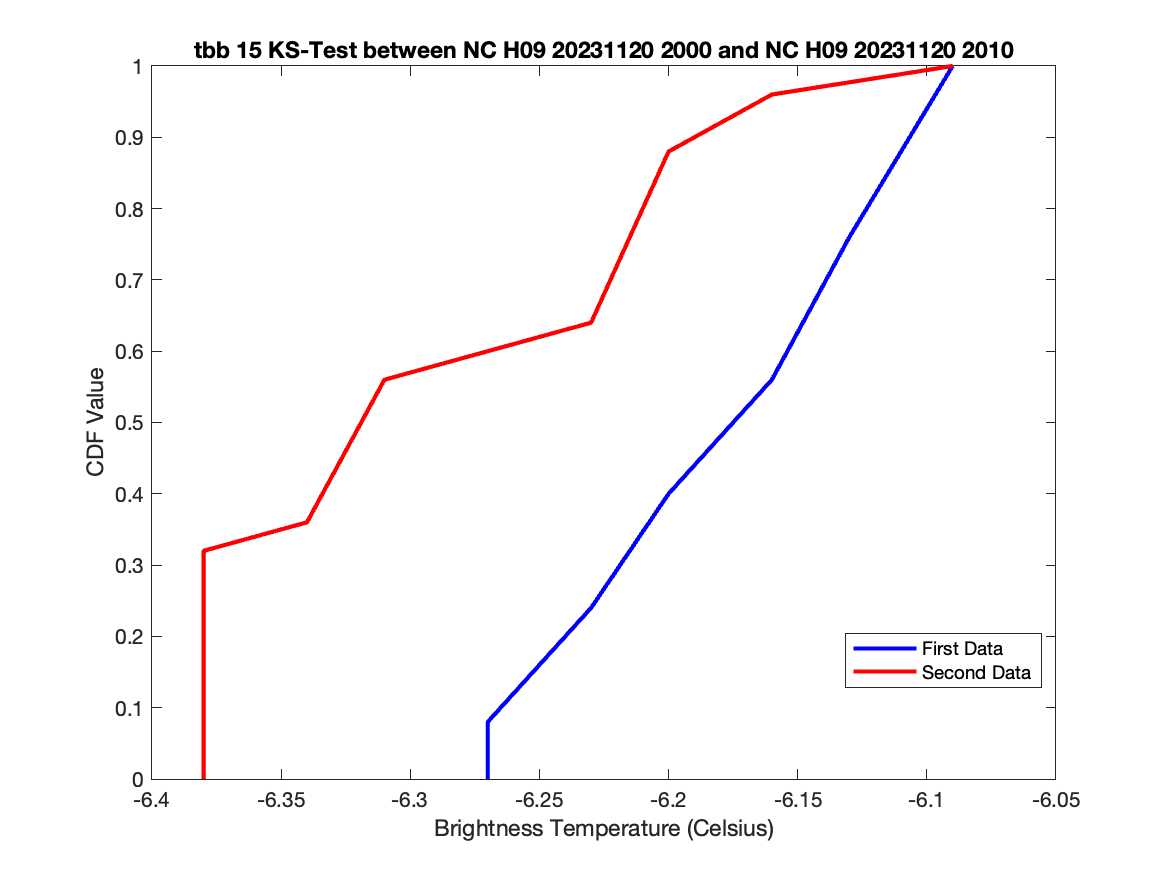 tbb 15 KS-Test between NC H09 20231120 2000 and NC H09 20231120 2010
1
0.9
0.8
0.7
0.6
0.5
0.4
0.3
0.2
0.1
0
CDF Value
First Data
Second Data
-6.4 -6.35 -6.3 -6.25 -6.2 -6.15 -6.1 -6.05
Brightness Temperature (Celsius)